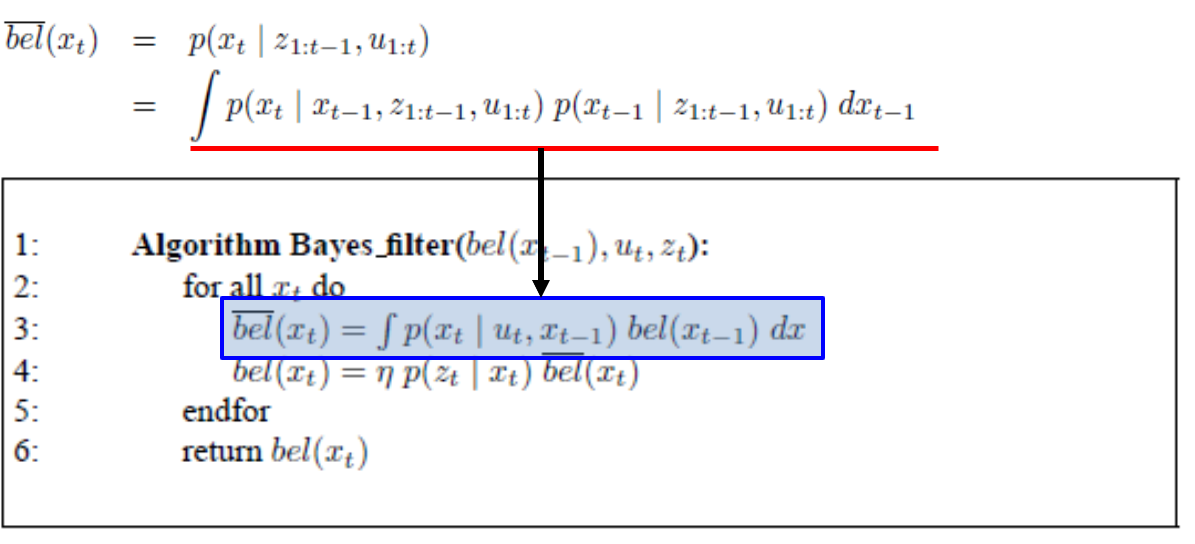 $\overline{bel}(x_t) = p(x_t \mid z_{1:t-1}, u_{1:t})$
$= \int p(x_t \mid x_{t-1}, z_{1:t-1}, u_{1:t})\, p(x_{t-1} \mid z_{1:t-1}, u_{1:t})\, dx_{t-1}$
1: Algorithm Bayes_filter($bel(x_{t-1}), u_t, z_t$):
2: for all $x_t$ do
3: $\overline{bel}(x_t) = \int p(x_t \mid u_t, x_{t-1})\, bel(x_{t-1})\, dx$
4: $bel(x_t) = \eta\, p(z_t \mid x_t)\, \overline{bel}(x_t)$
5: endfor
6: return $bel(x_t)$